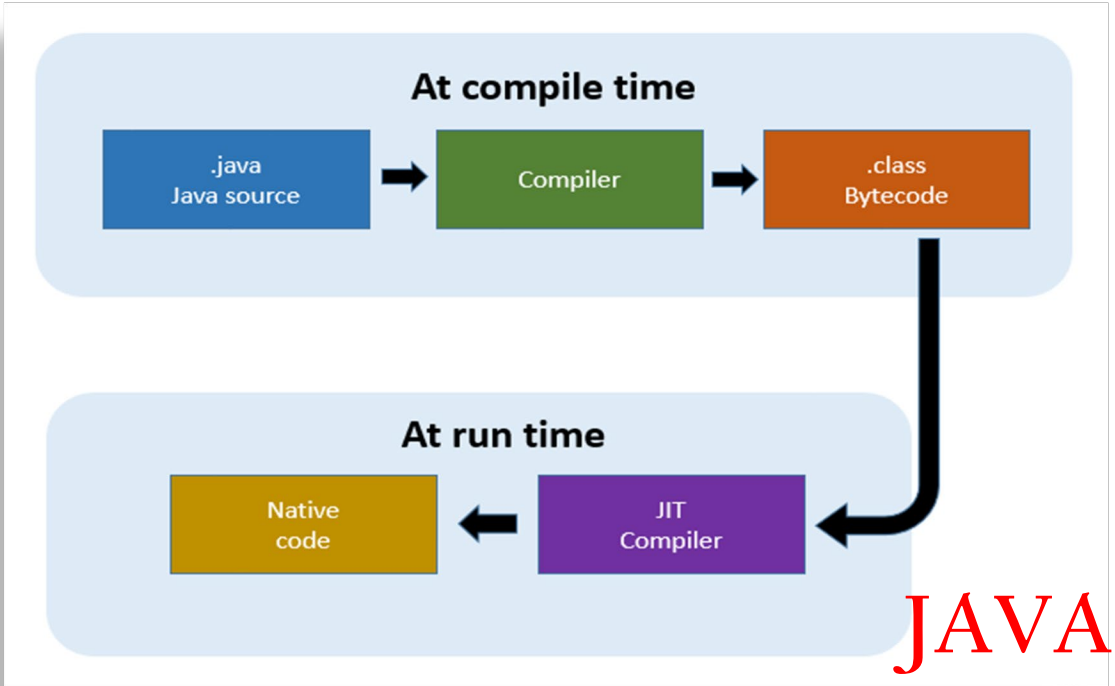 At compile time
.java
Java source
Compiler
.class
Bytecode
At run time
Native
code
JIT
Compiler
JAVA